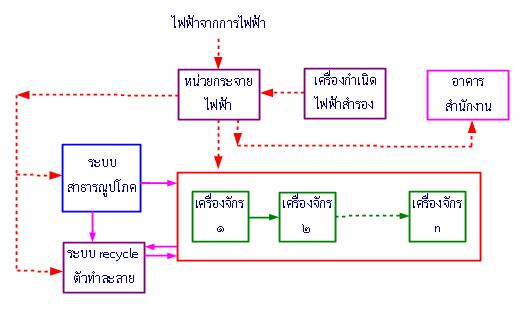 ไฟฟ้าจากการไฟฟ้า
หน่วยกระจาย
ไฟฟ้า
เครื่องกำเนิด
ไฟฟ้าสำรอง
อาคาร
สำนักงาน
ระบบ
สาธารณูปโภค
เครื่องจักร
๑
เครื่องจักร
๒
เครื่องจักร
ก
ระบบ recycle
ตัวทำละลาย